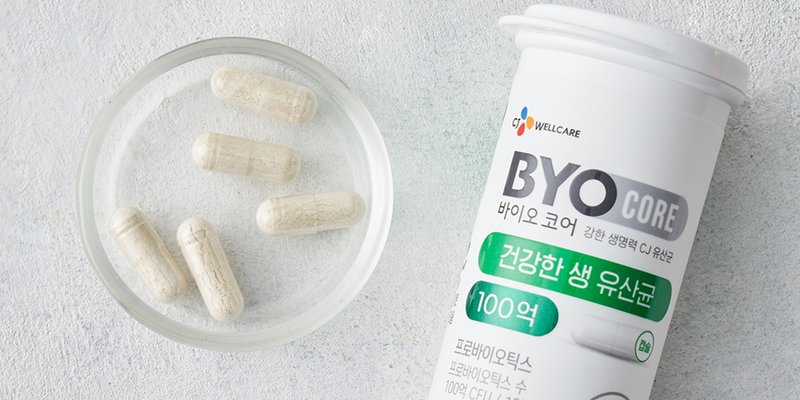 CJ WELLCARE
BYO CORE
바이오 코어 강한 생명력 CJ 유산균
건강한 생 유산균
100억
캡슐
프로바이오틱스
프로바이오틱스 수
100억 CFU /